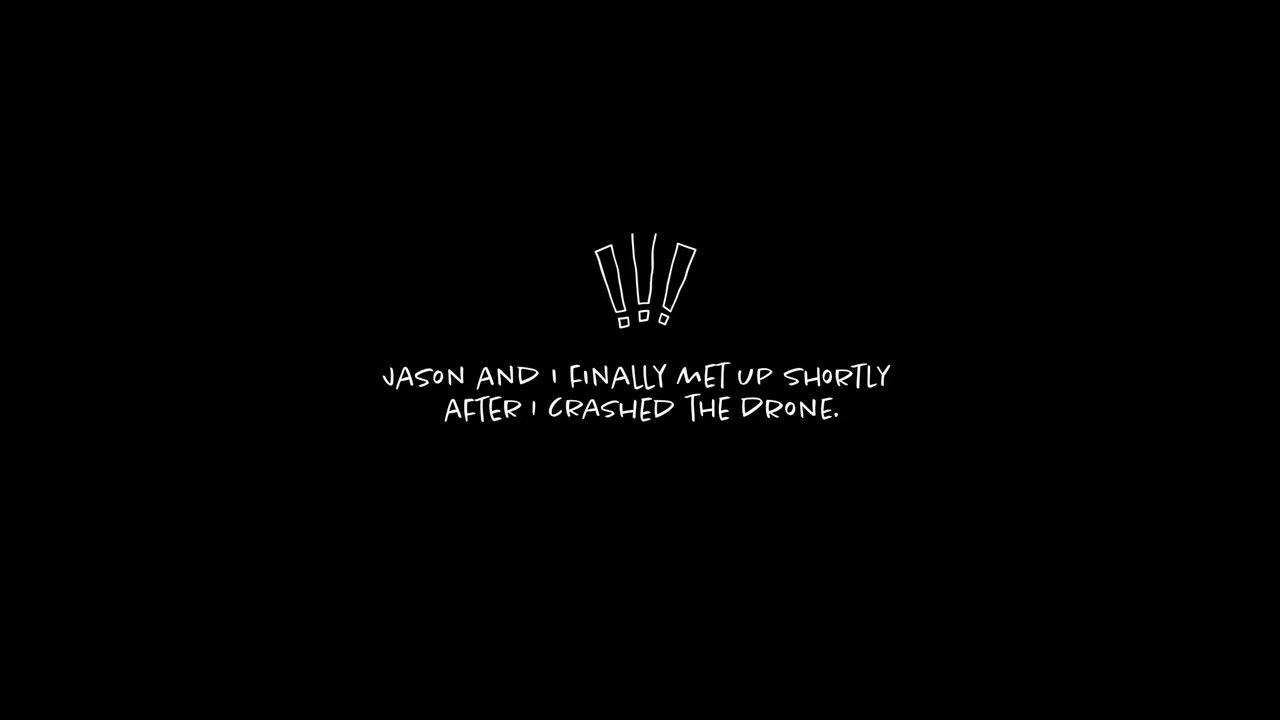 !!!
JASON AND I FINALLY MET UP SHORTLY
AFTER I CRASHED THE DRONE.